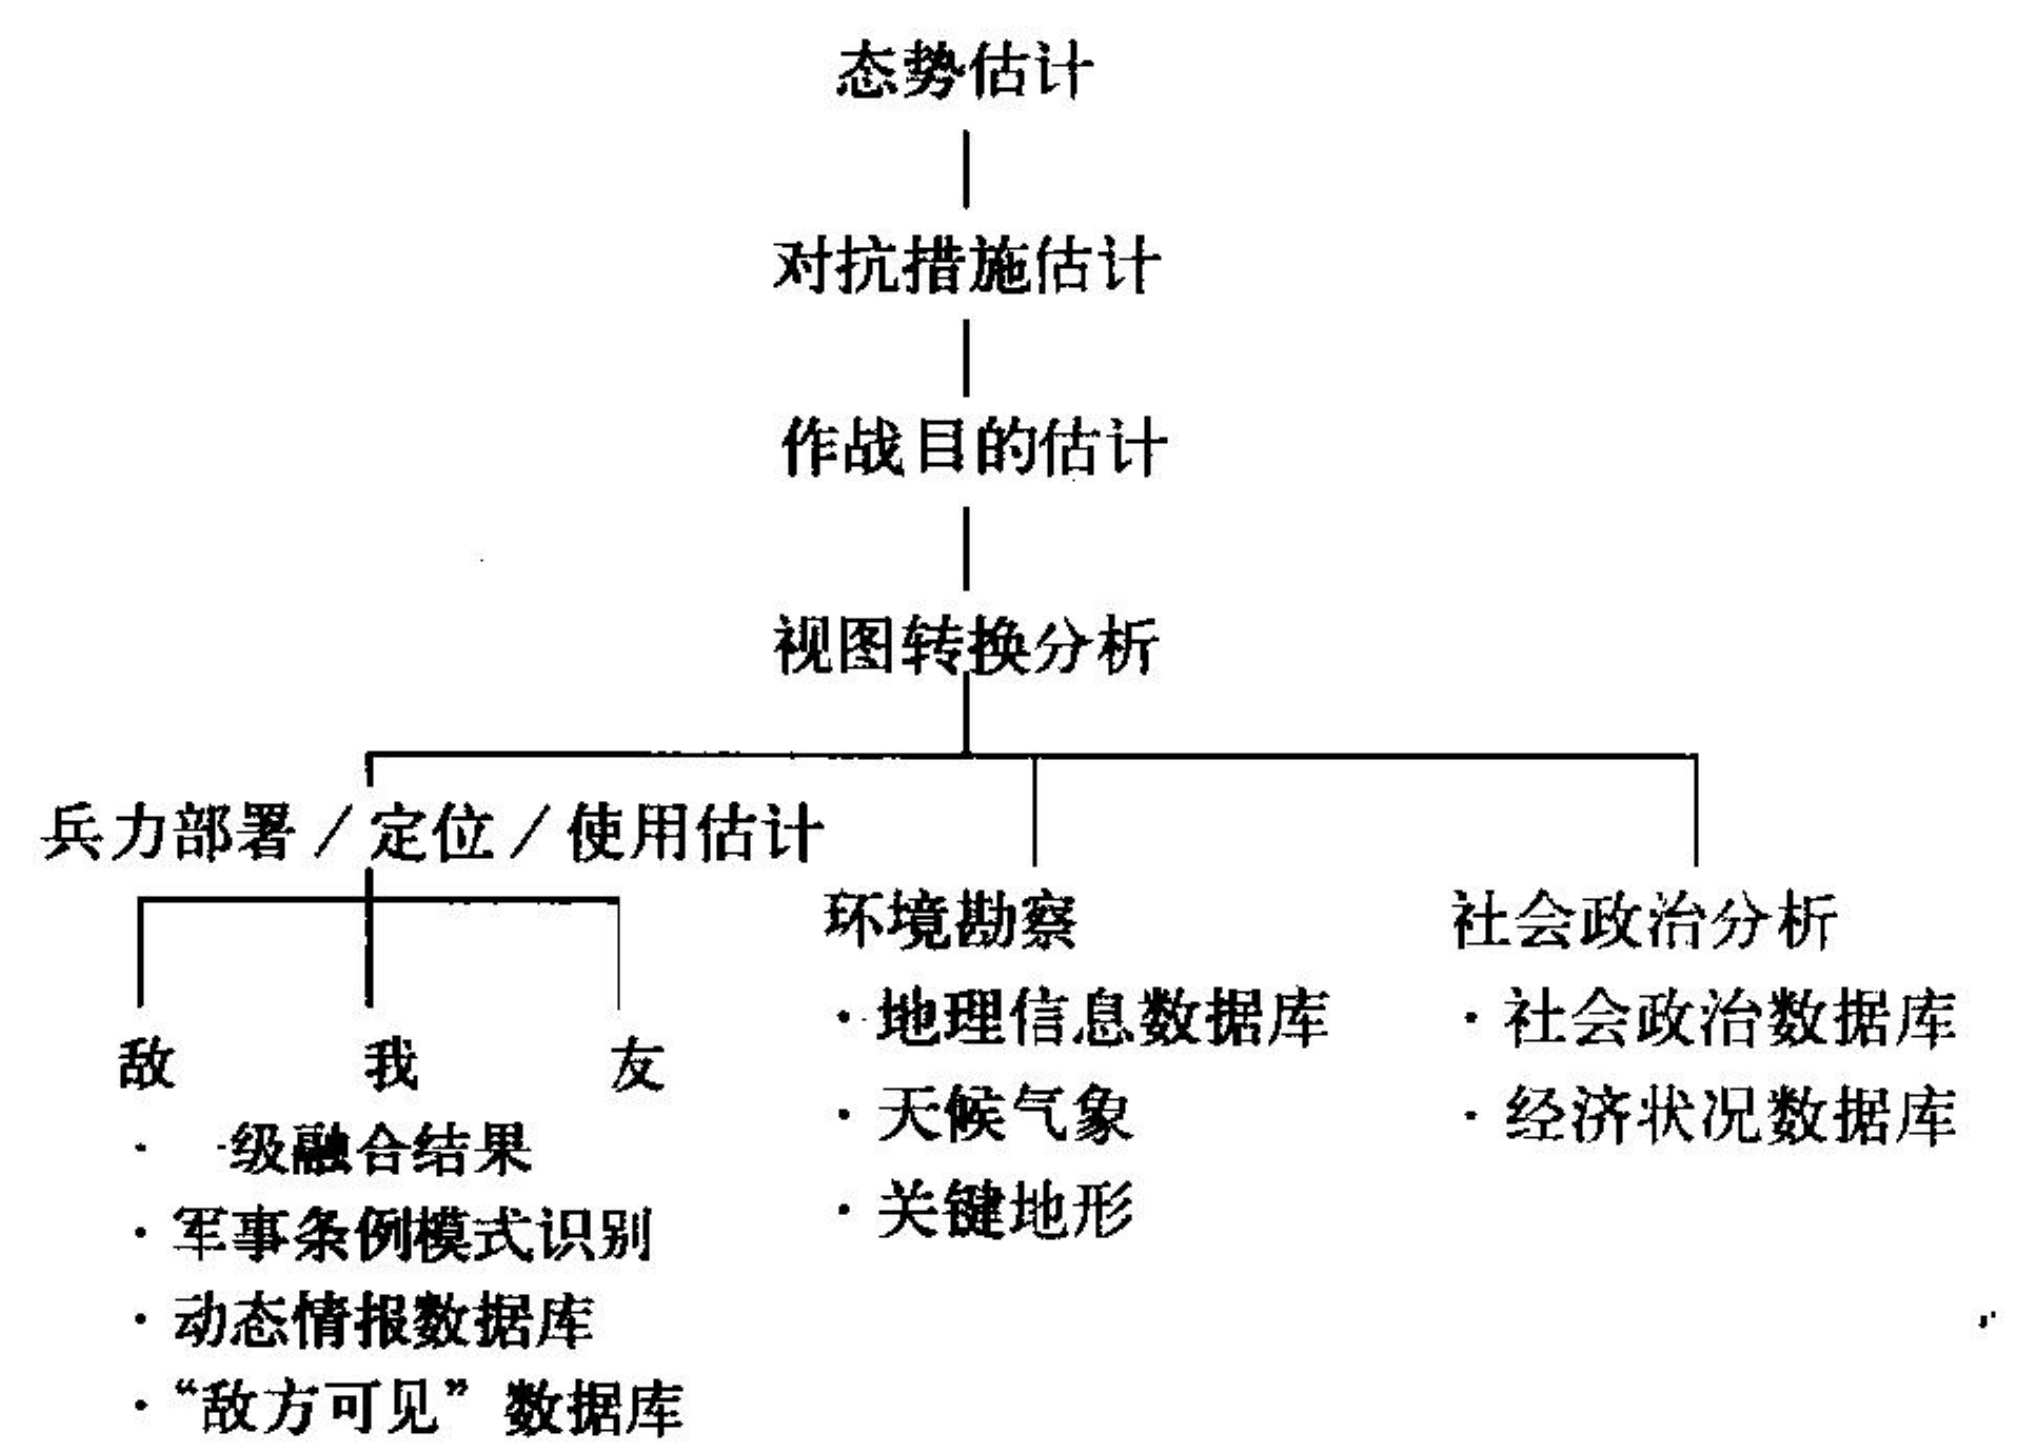 态势估计
对抗措施估计
作战目的估计
视图转换分析
兵力部署/定位/使用估计
敌 我 友
· 一级融合结果
· 军事条例模式识别
· 动态情报数据库
· “敌方可见”数据库
环境勘察
· 地理信息数据库
· 天候气象
· 关键地形
社会政治分析
· 社会政治数据库
· 经济状况数据库